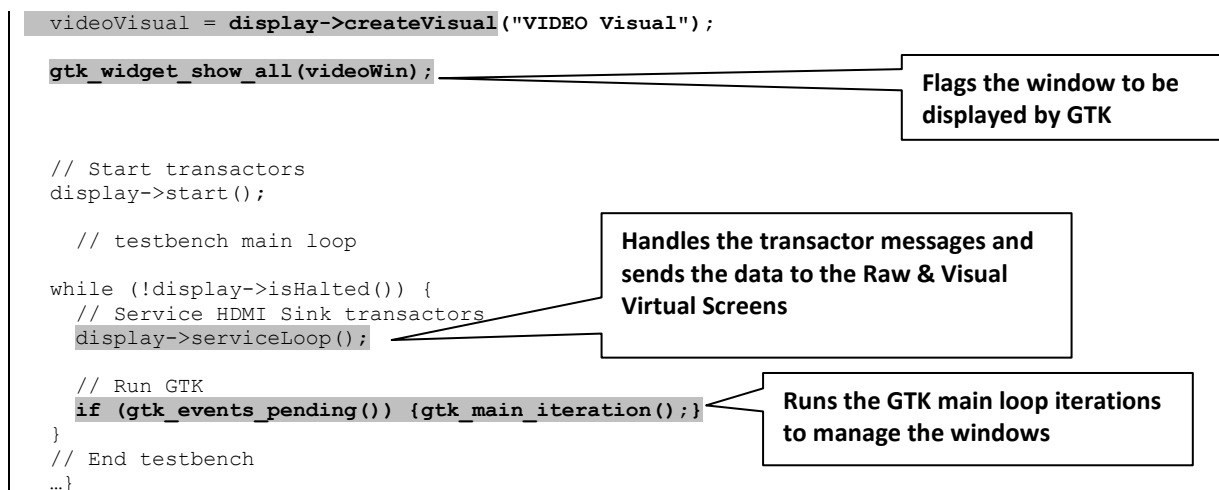 videoVisual = display->createVisual("VIDEO Visual");
gtk_widget_show_all(videoWin);
Flags the window to be
displayed by GTK
// Start transactors
display->start();
// testbench main loop
Handles the transactor messages and
sends the data to the Raw & Visual
Virtual Screens
while (!display->isHalted()) {
// Service HDMI Sink transactors
display->serviceLoop();
// Run GTK
if (gtk_events_pending()) {gtk_main_iteration();}
Runs the GTK main loop iterations
to manage the windows
}
// End testbench
…}